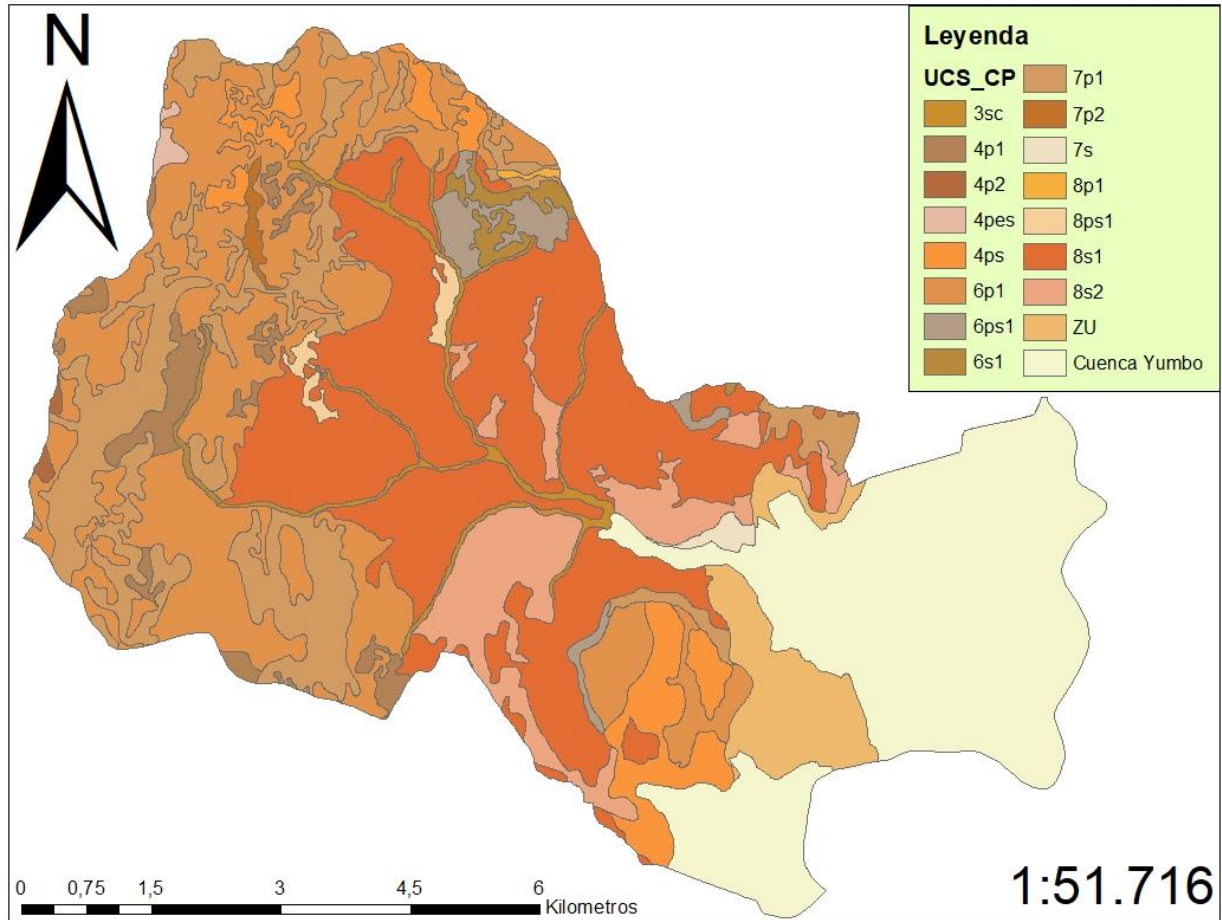 N
Leyenda
UCS_CP
3sc
4p1
4p2
4pes
4ps
6p1
6ps1
6s1
7p1
7p2
7s
8p1
8ps1
8s1
8s2
ZU
Cuenca Yumbo
0 0,75 1,5 3 4,5 6
Kilometros
1:51.716